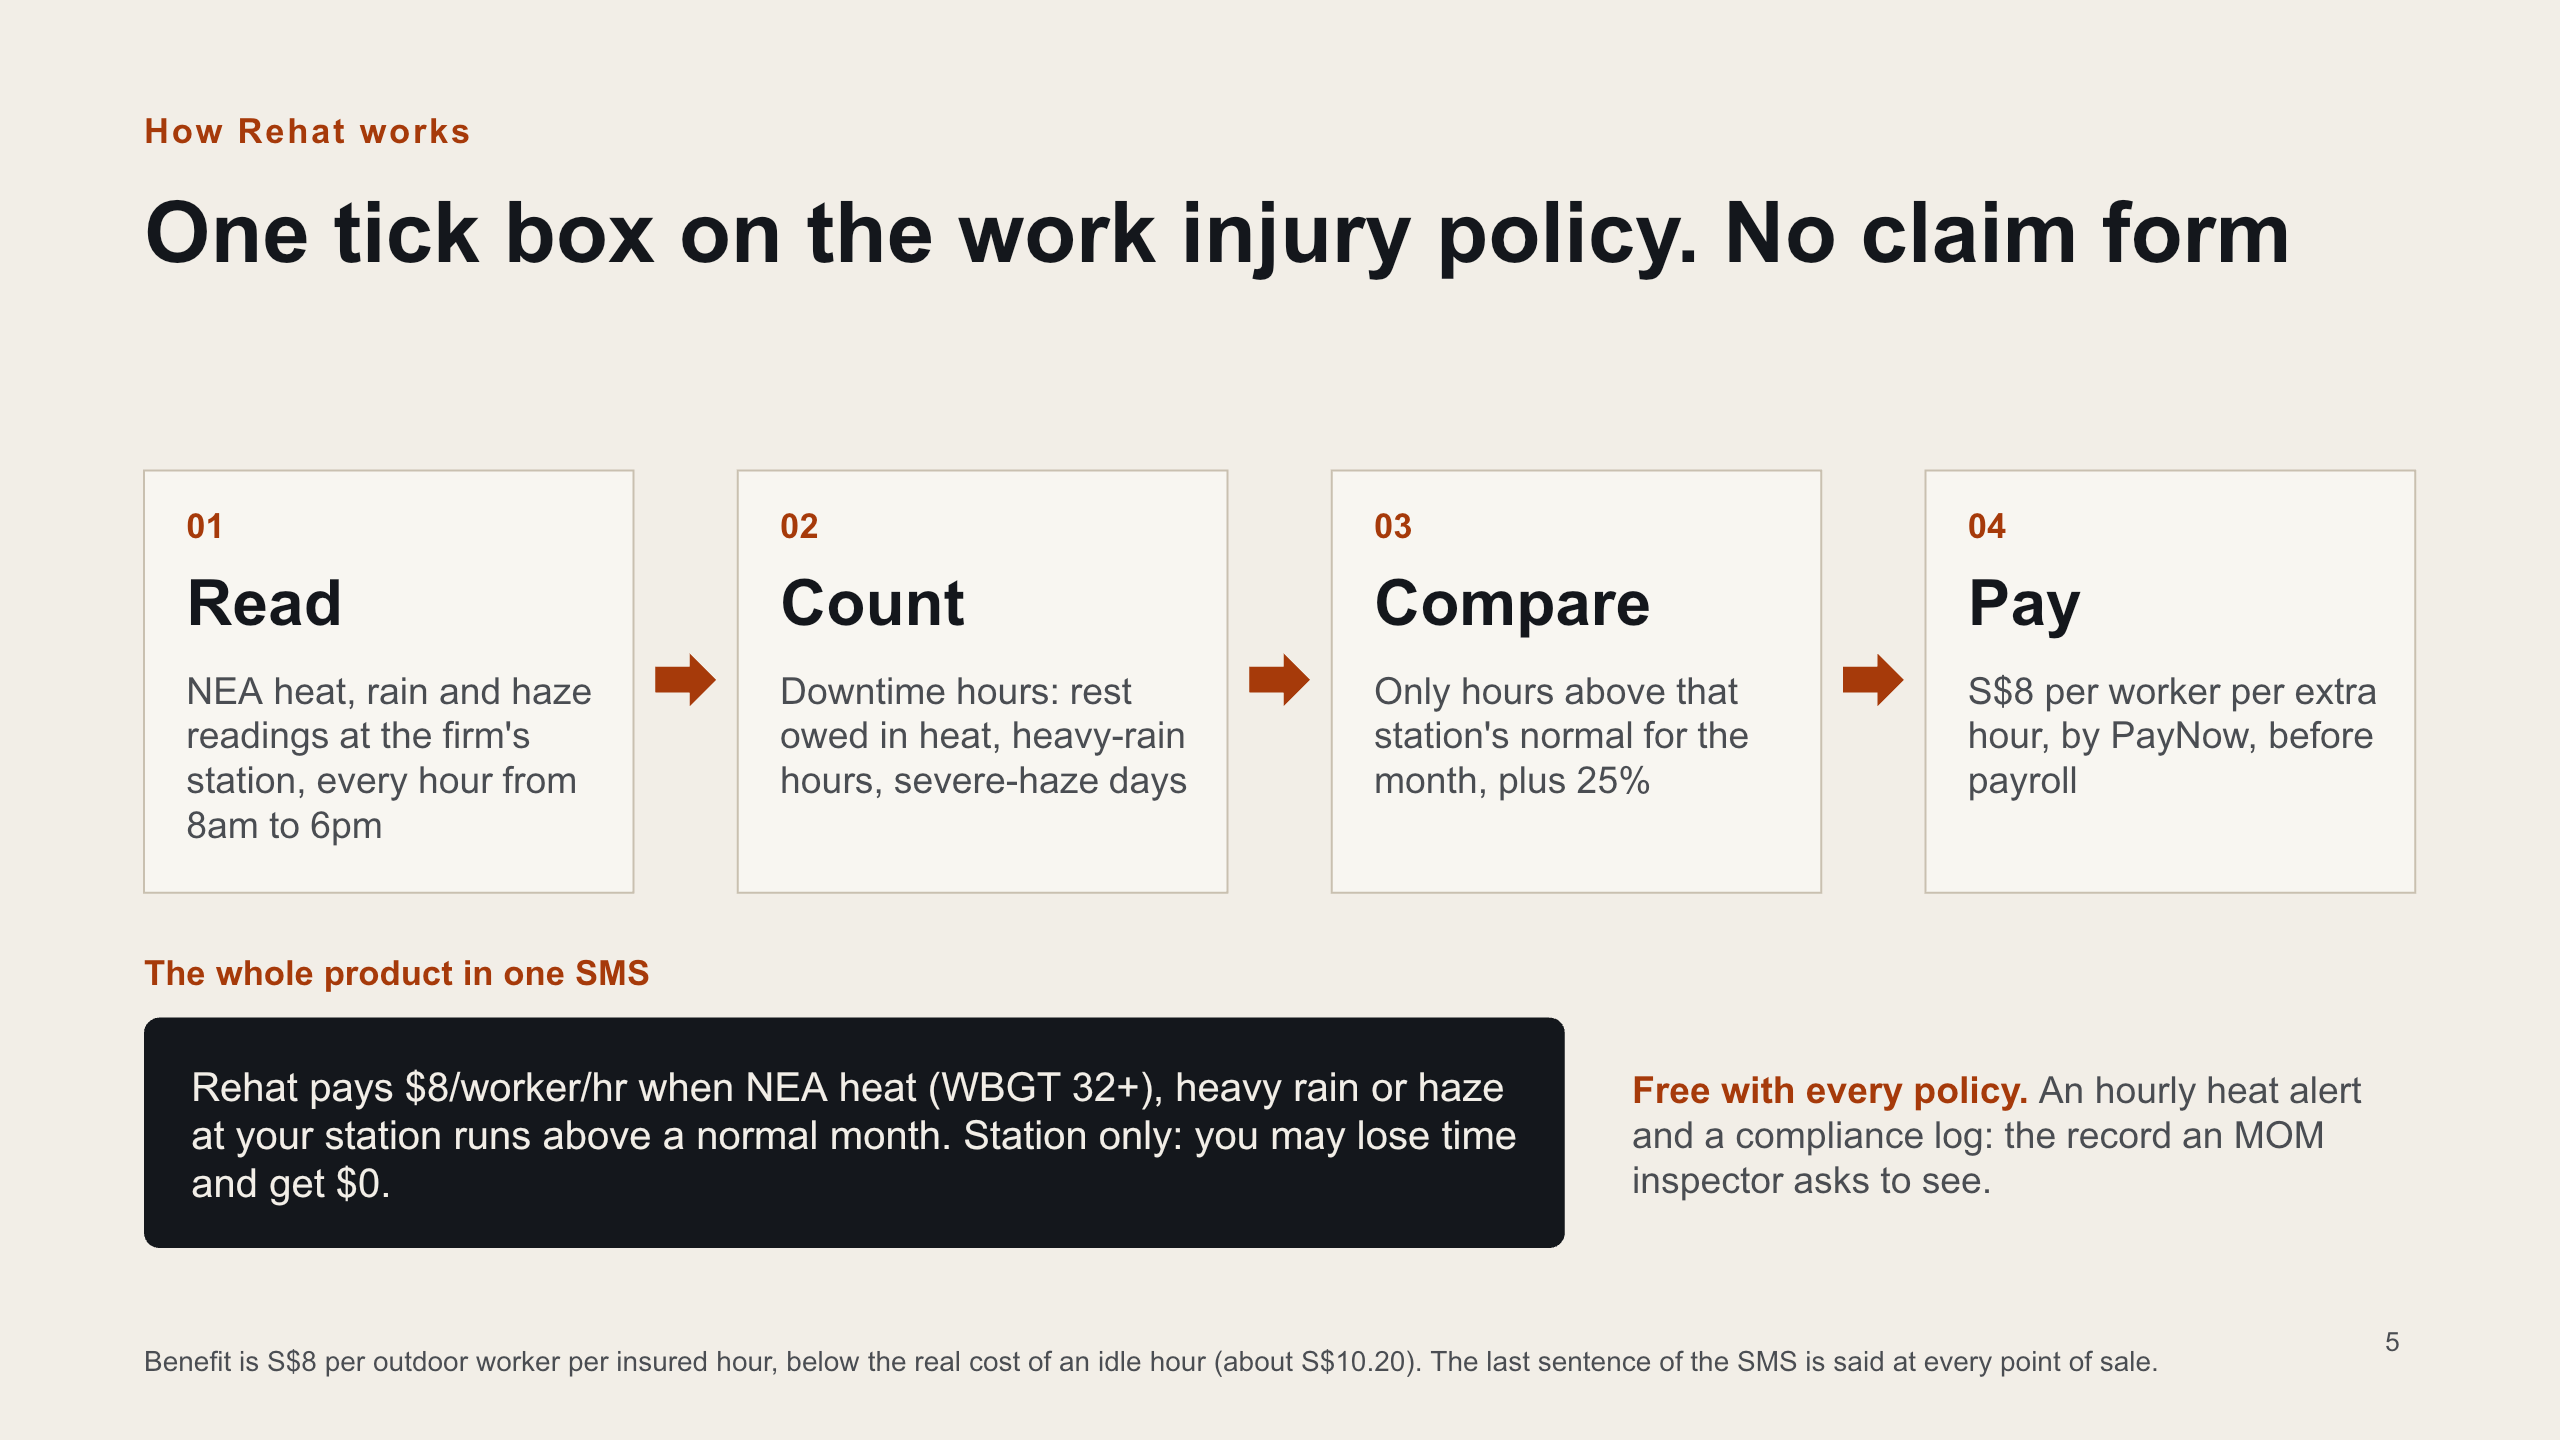 How Rehat works
One tick box on the work injury policy. No claim form
01
Read
NEA heat, rain and haze
readings at the firm's
station, every hour from
8am to 6pm
02
Count
Downtime hours: rest
owed in heat, heavy-rain
hours, severe-haze days
03
Compare
Only hours above that
station's normal for the
month, plus 25%
04
Pay
S$8 per worker per extra
hour, by PayNow, before
payroll
The whole product in one SMS
Rehat pays $8/worker/hr when NEA heat (WBGT 32+), heavy rain or haze
at your station runs above a normal month. Station only: you may lose time
and get $0.
Free with every policy. An hourly heat alert
and a compliance log: the record an MOM
inspector asks to see.
Benefit is S$8 per outdoor worker per insured hour, below the real cost of an idle hour (about S$10.20). The last sentence of the SMS is said at every point of sale.
5